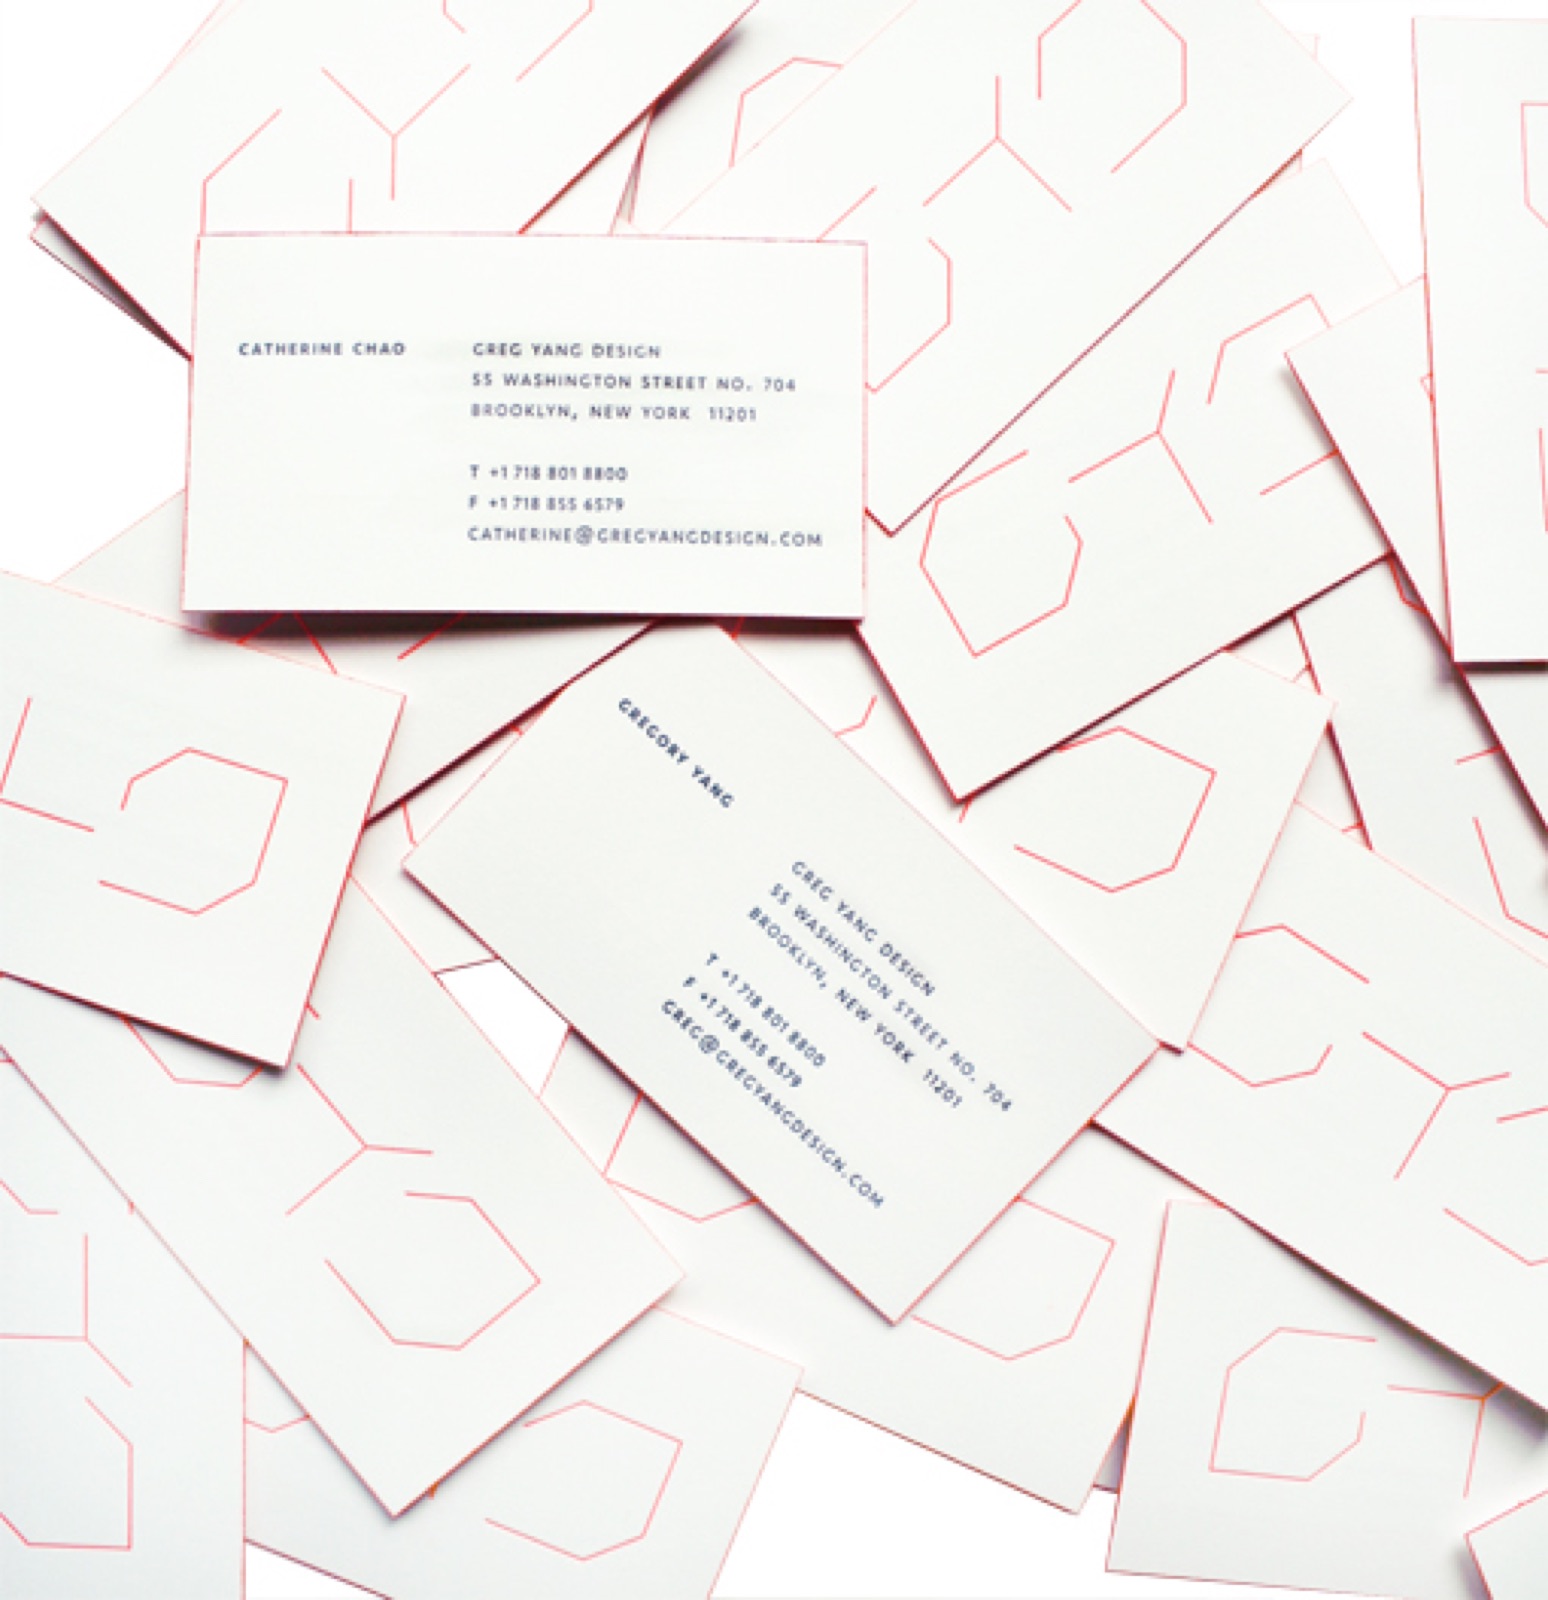 CATHERINE CHAO
GREG YANG DESIGN
55 WASHINGTON STREET NO. 704
BROOKLYN, NEW YORK 11201
T +1 718 801 8800
F +1 718 855 6579
CATHERINE@GREGYANGDESIGN.COM
GREGORY YANG
GREG YANG DESIGN
55 WASHINGTON STREET NO. 704
BROOKLYN, NEW YORK 11201
T +1 718 801 8800
F +1 718 855 6579
GREG@GREGYANGDESIGN.COM